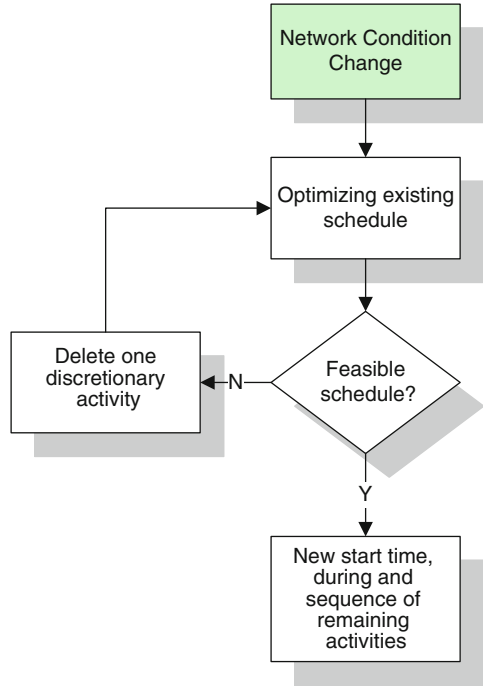 Network Condition
Change
Optimizing existing
schedule
Delete one
discretionary
activity
N
Feasible
schedule?
Y
New start time,
during and
sequence of
remaining
activities